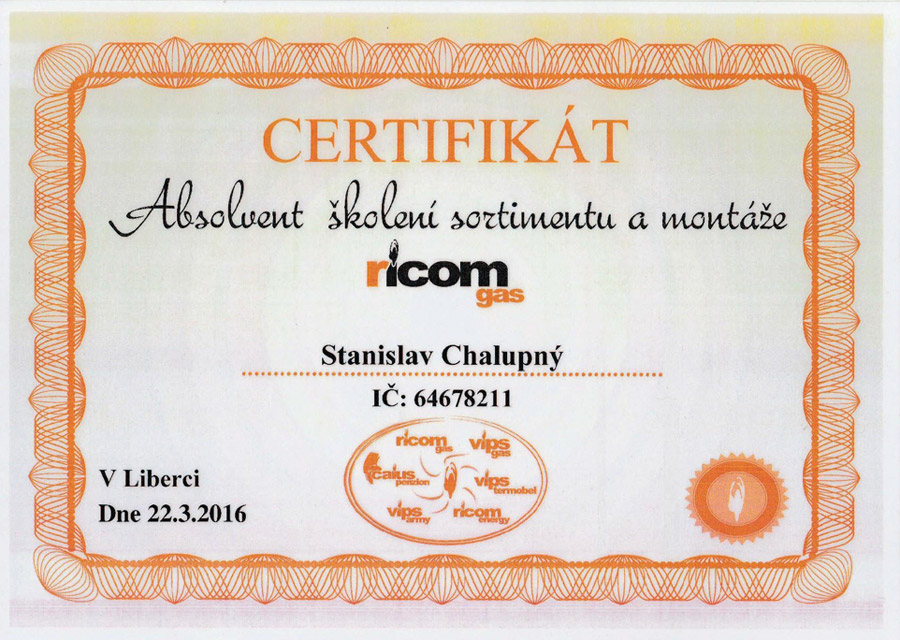 CERTIFIKÁT
Absolvent školení sortimentu a montáže
ricom
gas
Stanislav Chalupný
IČ: 64678211
ricom gas
vips gas
caius penzion
vips termobel
vips army
ricom energy
V Liberci
Dne 22.3.2016